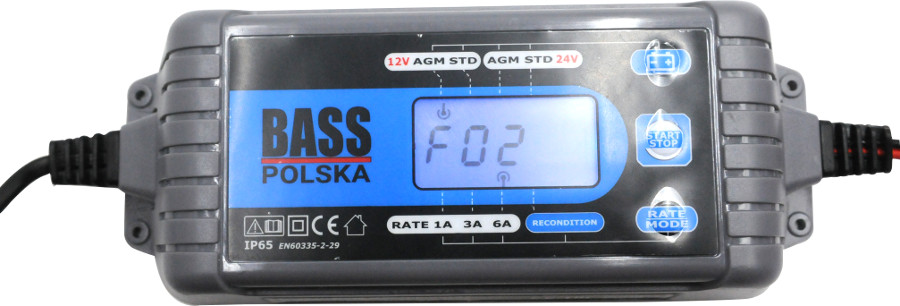 12V AGM STD AGM STD 24V
BASS
POLSKA
F02
START
STOP
RATE 1A 3A 6A RECONDITION
RATE
MODE
CE
IP65 EN60335-2-29